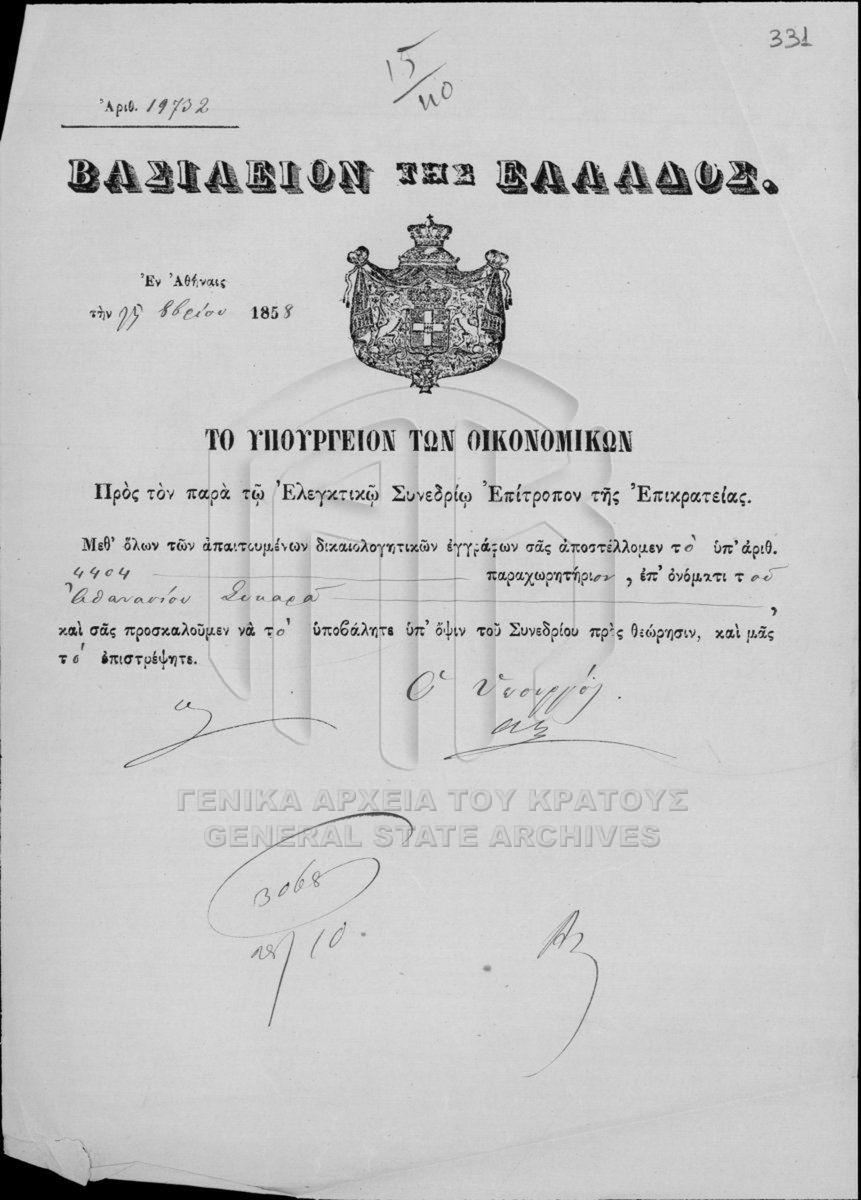 331
15
Ἀριθ. 19732
ΒΑΣΙΛΕΙΟΝ ΤΗΣ ΕΛΛΑΔΟΣ.
Ἐν Ἀθήναις
τὴν 8βρίου 1858
ΤΟ ΥΠΟΥΡΓΕΙΟΝ ΤΩΝ ΟΙΚΟΝΟΜΙΚΩΝ
Πρὸς τὸν παρὰ τῷ Ἐλεγκτικῷ Συνεδρίῳ Ἐπίτροπον τῆς Ἐπικρατείας.
Μεθ' ὅλων τῶν ἀπαιτουμένων δικαιολογητικῶν ἐγγράφων σᾶς ἀποστέλλομεν τὸ ὑπ' ἀριθ.
4404 παραχωρητήριον, ἐπ' ὀνόματι τοῦ
Ἀθανασίου ,
καὶ σᾶς προσκαλοῦμεν νὰ τὸ ὑποβάλητε ὑπ' ὄψιν τοῦ Συνεδρίου πρὸς θεώρησιν, καὶ μᾶς
τὸ ἐπιστρέψητε.
Ὁ Ὑπουργός.
ΓΕΝΙΚΑ ΑΡΧΕΙΑ ΤΟΥ ΚΡΑΤΟΥΣ
GENERAL STATE ARCHIVES
3068
10